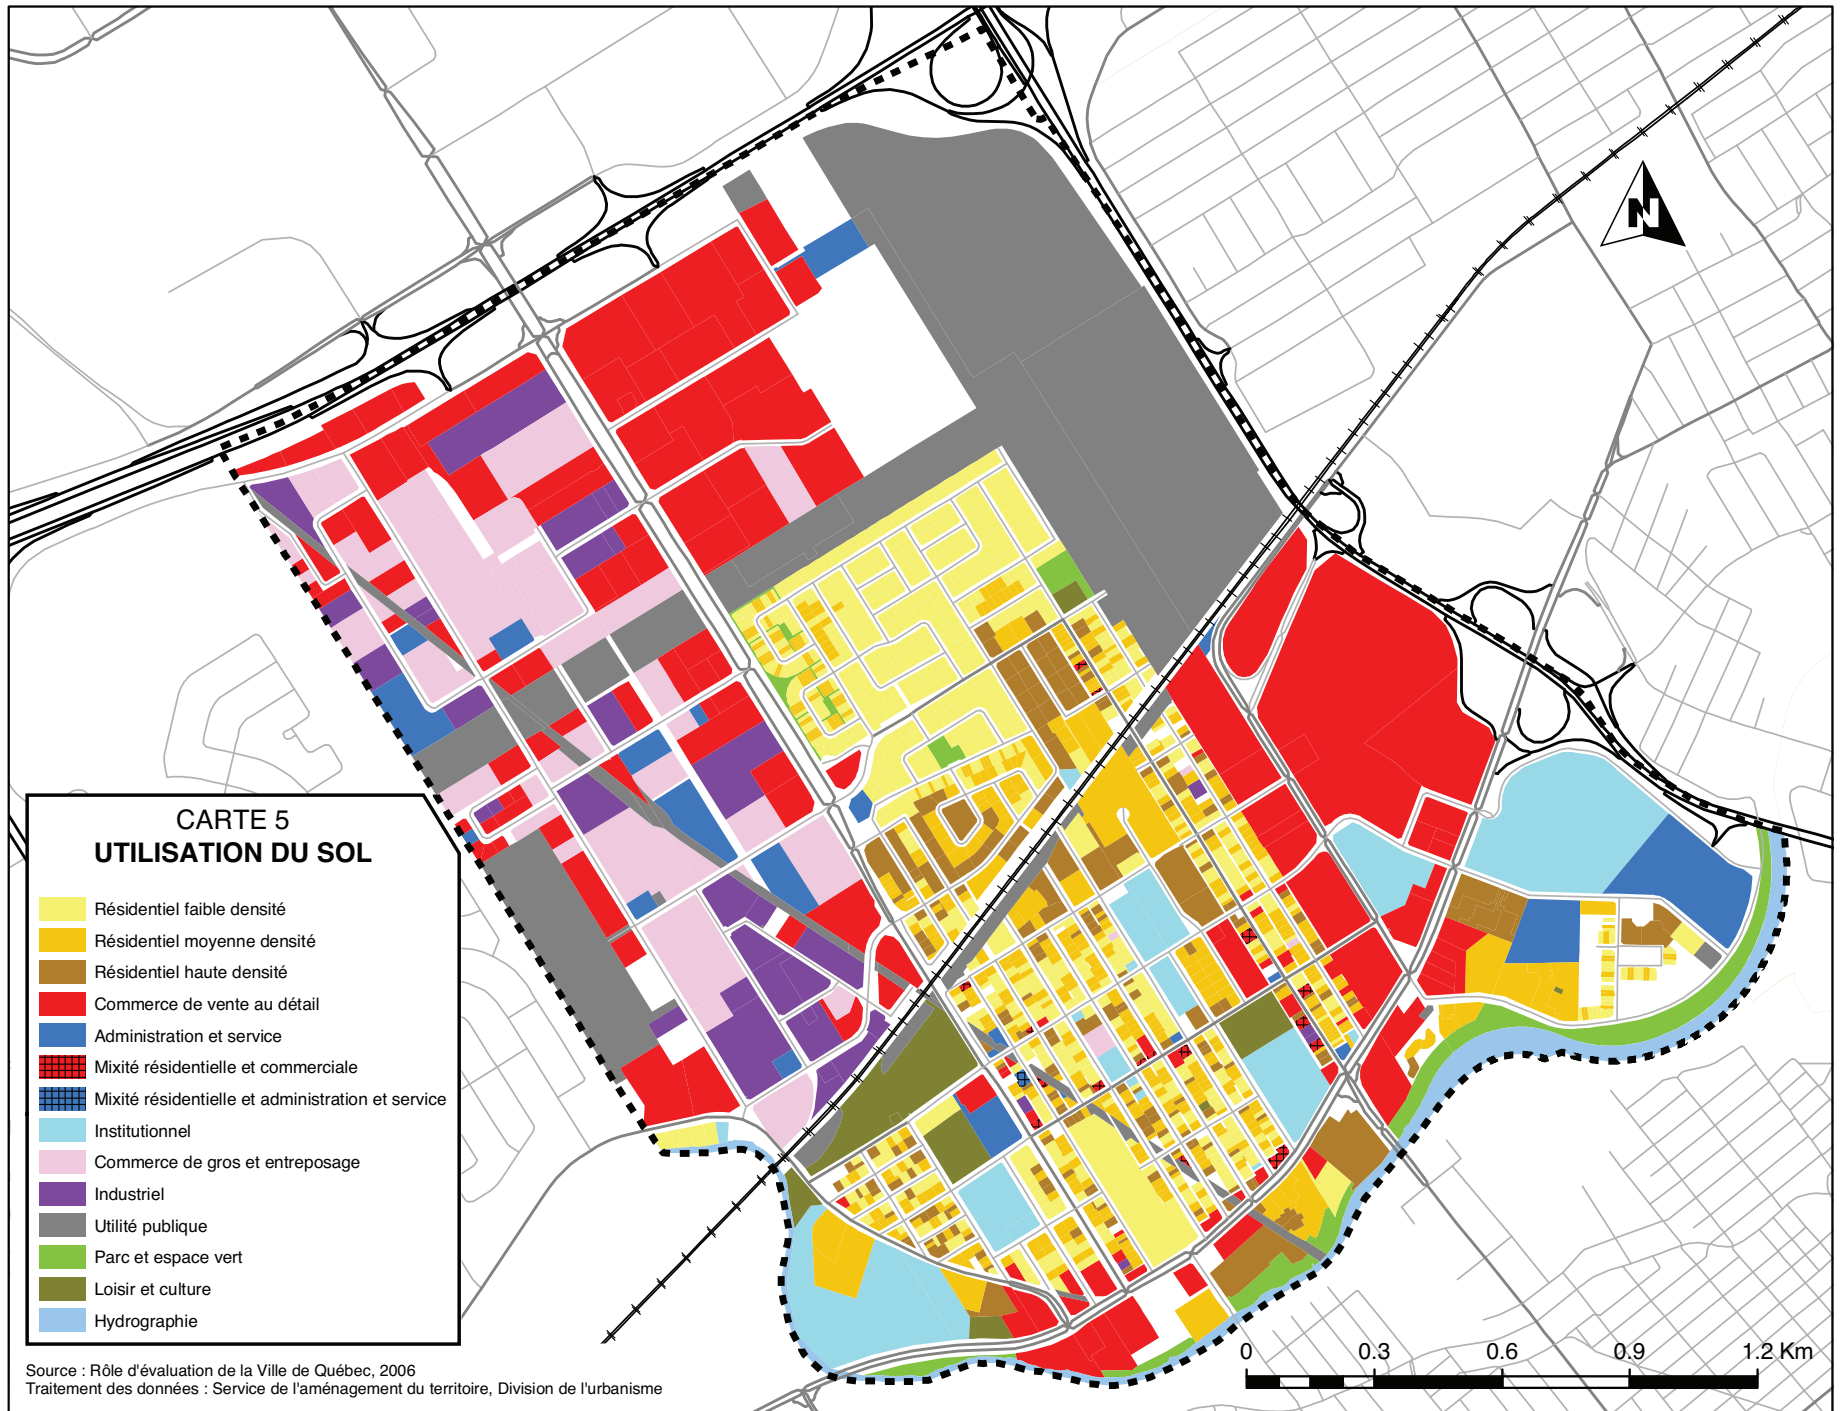 N
CARTE 5
UTILISATION DU SOL
Résidentiel faible densité
Résidentiel moyenne densité
Résidentiel haute densité
Commerce de vente au détail
Administration et service
Mixité résidentielle et commerciale
Mixité résidentielle et administration et service
Institutionnel
Commerce de gros et entreposage
Industriel
Utilité publique
Parc et espace vert
Loisir et culture
Hydrographie
0 0.3 0.6 0.9 1.2 Km
Source : Rôle d'évaluation de la Ville de Québec, 2006
Traitement des données : Service de l'aménagement du territoire, Division de l'urbanisme